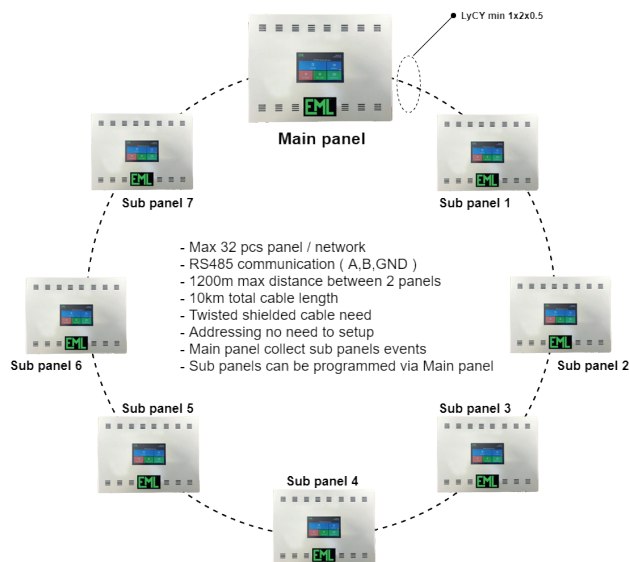 LyCY min 1x2x0.5
EML
Main panel
EML
Sub panel 7
EML
Sub panel 1
- Max 32 pcs panel / network
- RS485 communication ( A,B,GND )
- 1200m max distance between 2 panels
- 10km total cable length
- Twisted shielded cable need
- Addressing no need to setup
- Main panel collect sub panels events
- Sub panels can be programmed via Main panel
EML
Sub panel 6
EML
Sub panel 2
Sub panel 5
EML
Sub panel 3
EML
Sub panel 4
EML